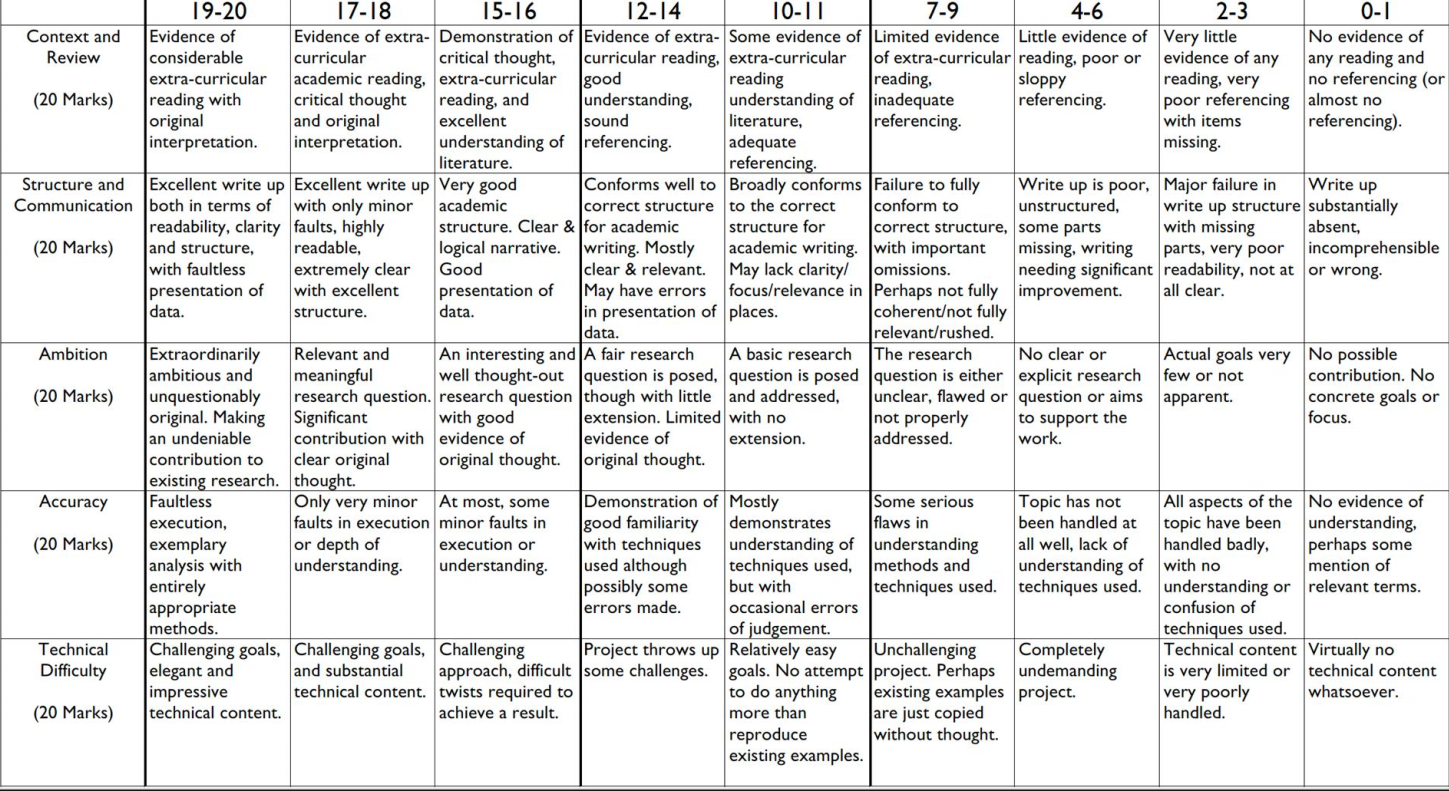 19-20 17-18 15-16 12-14 10-11 7-9 4-6 2-3 0-1
Context and
Review
(20 Marks)
Evidence of
considerable
extra-curricular
reading with
original
interpretation.
Evidence of extra-
curricular
academic reading,
critical thought
and original
interpretation.
Demonstration of
critical thought,
extra-curricular
reading, and
excellent
understanding of
literature.
Evidence of extra-
curricular reading,
good
understanding,
sound
referencing.
Some evidence of
extra-curricular
reading
understanding of
literature,
adequate
referencing.
Limited evidence
of extra-curricular
reading,
inadequate
referencing.
Little evidence of
reading, poor or
sloppy
referencing.
Very little
evidence of any
reading, very
poor referencing
with items
missing.
No evidence of
any reading and
no referencing (or
almost no
referencing).
Structure and
Communication
(20 Marks)
Excellent write up
both in terms of
readability, clarity
and structure,
with faultless
presentation of
data.
Excellent write up
with only minor
faults, highly
readable,
extremely clear
with excellent
structure.
Very good
academic
structure. Clear &
logical narrative.
Good
presentation of
data.
Conforms well to
correct structure
for academic
writing. Mostly
clear & relevant.
May have errors
in presentation of
data.
Broadly conforms
to the correct
structure for
academic writing.
May lack clarity/
focus/relevance in
places.
Failure to fully
conform to
correct structure,
with important
omissions.
Perhaps not fully
coherent/not fully
relevant/rushed.
Write up is poor,
unstructured,
some parts
missing, writing
needing significant
improvement.
Major failure in
write up structure
with missing
parts, very poor
readability, not at
all clear.
Write up
substantially
absent,
incomprehensible
or wrong.
Ambition
(20 Marks)
Extraordinarily
ambitious and
unquestionably
original. Making
an undeniable
contribution to
existing research.
Relevant and
meaningful
research question.
Significant
contribution with
clear original
thought.
An interesting and
well thought-out
research question
with good
evidence of
original thought.
A fair research
question is posed,
though with little
extension. Limited
evidence of
original thought.
A basic research
question is posed
and addressed,
with no
extension.
The research
question is either
unclear, flawed or
not properly
addressed.
No clear or
explicit research
question or aims
to support the
work.
Actual goals very
few or not
apparent.
No possible
contribution. No
concrete goals or
focus.
Accuracy
(20 Marks)
Faultless
execution,
exemplary
analysis with
entirely
appropriate
methods.
Only very minor
faults in execution
or depth of
understanding.
At most, some
minor faults in
execution or
understanding.
Demonstration of
good familiarity
with techniques
used although
possibly some
errors made.
Mostly
demonstrates
understanding of
techniques used,
but with
occasional errors
of judgement.
Some serious
flaws in
understanding
methods and
techniques used.
Topic has not
been handled at
all well, lack of
understanding of
techniques used.
All aspects of the
topic have been
handled badly,
with no
understanding or
confusion of
techniques used.
No evidence of
understanding,
perhaps some
mention of
relevant terms.
Technical
Difficulty
(20 Marks)
Challenging goals,
elegant and
impressive
technical content.
Challenging goals,
and substantial
technical content.
Challenging
approach, difficult
twists required to
achieve a result.
Project throws up
some challenges.
Relatively easy
goals. No attempt
to do anything
more than
reproduce
existing examples.
Unchallenging
project. Perhaps
existing examples
are just copied
without thought.
Completely
undemanding
project.
Technical content
is very limited or
very poorly
handled.
Virtually no
technical content
whatsoever.